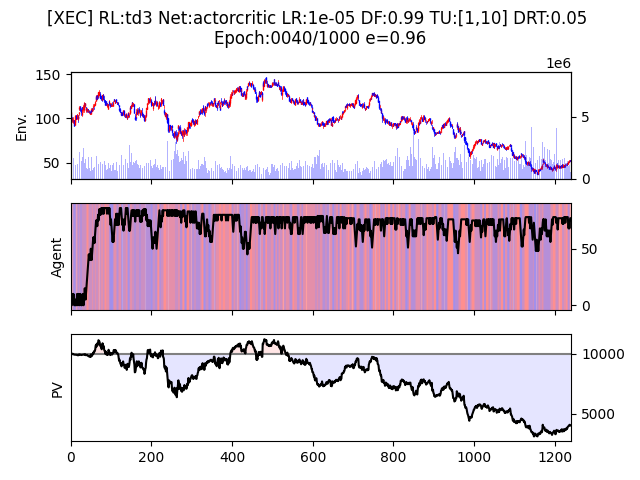 [XEC] RL:td3 Net:actorcritic LR:1e-05 DF:0.99 TU:[1,10] DRT:0.05
Epoch:0040/1000 e=0.96
1e6
150
100
50
Env.
5
0
Agent
50
0
PV
10000
5000
0 200 400 600 800 1000 1200